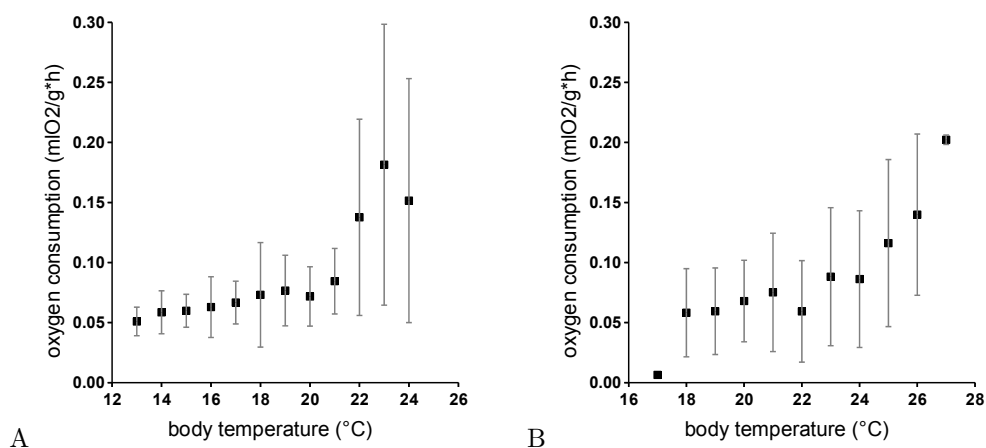 0.30
0.25
0.20
0.15
0.10
0.05
0.00
oxygen consumption (mlO2/g*h)
12 14 16 18 20 22 24 26
body temperature (°C)
A
0.30
0.25
0.20
0.15
0.10
0.05
0.00
oxygen consumption (mlO2/g*h)
16 18 20 22 24 26 28
body temperature (°C)
B